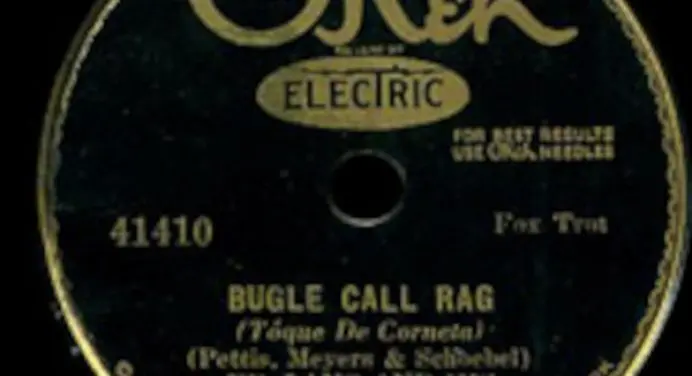 OKeh
ELECTRIC
FOR BEST RESULTS
USE OKeh NEEDLES
41410
Fox Trot
BUGLE CALL RAG
(Tóque De Corneta)
(Pettis, Meyers & Schoebel)